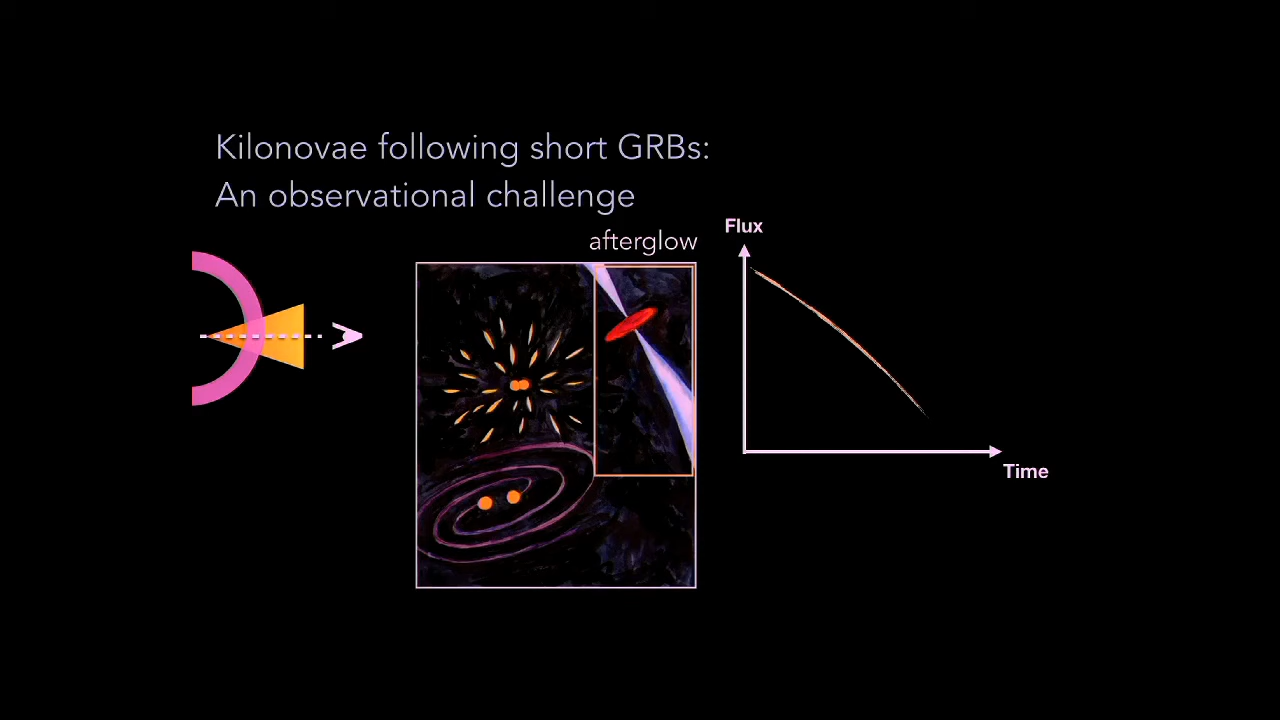 Kilonovae following short GRBs:
An observational challenge
afterglow
Flux
Time